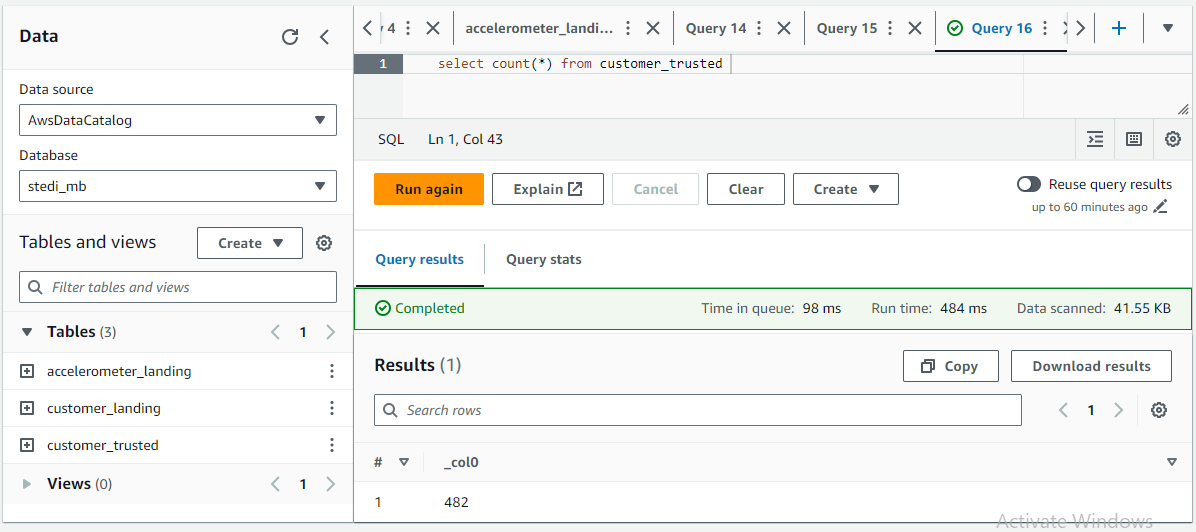 Data
Data source
AwsDataCatalog
Database
stedi_mb
Tables and views
Create
Filter tables and views
Tables (3)
1
accelerometer_landing
customer_landing
customer_trusted
Views (0)
1
4
accelerometer_landi...
Query 14
Query 15
Query 16
1 select count(*) from customer_trusted
SQL Ln 1, Col 43
Run again
Explain
Cancel
Clear
Create
Reuse query results
up to 60 minutes ago
Query results
Query stats
Completed
Time in queue: 98 ms
Run time: 484 ms
Data scanned: 41.55 KB
Results (1)
Copy
Download results
Search rows
1
# _col0
1 482
Activate Windows